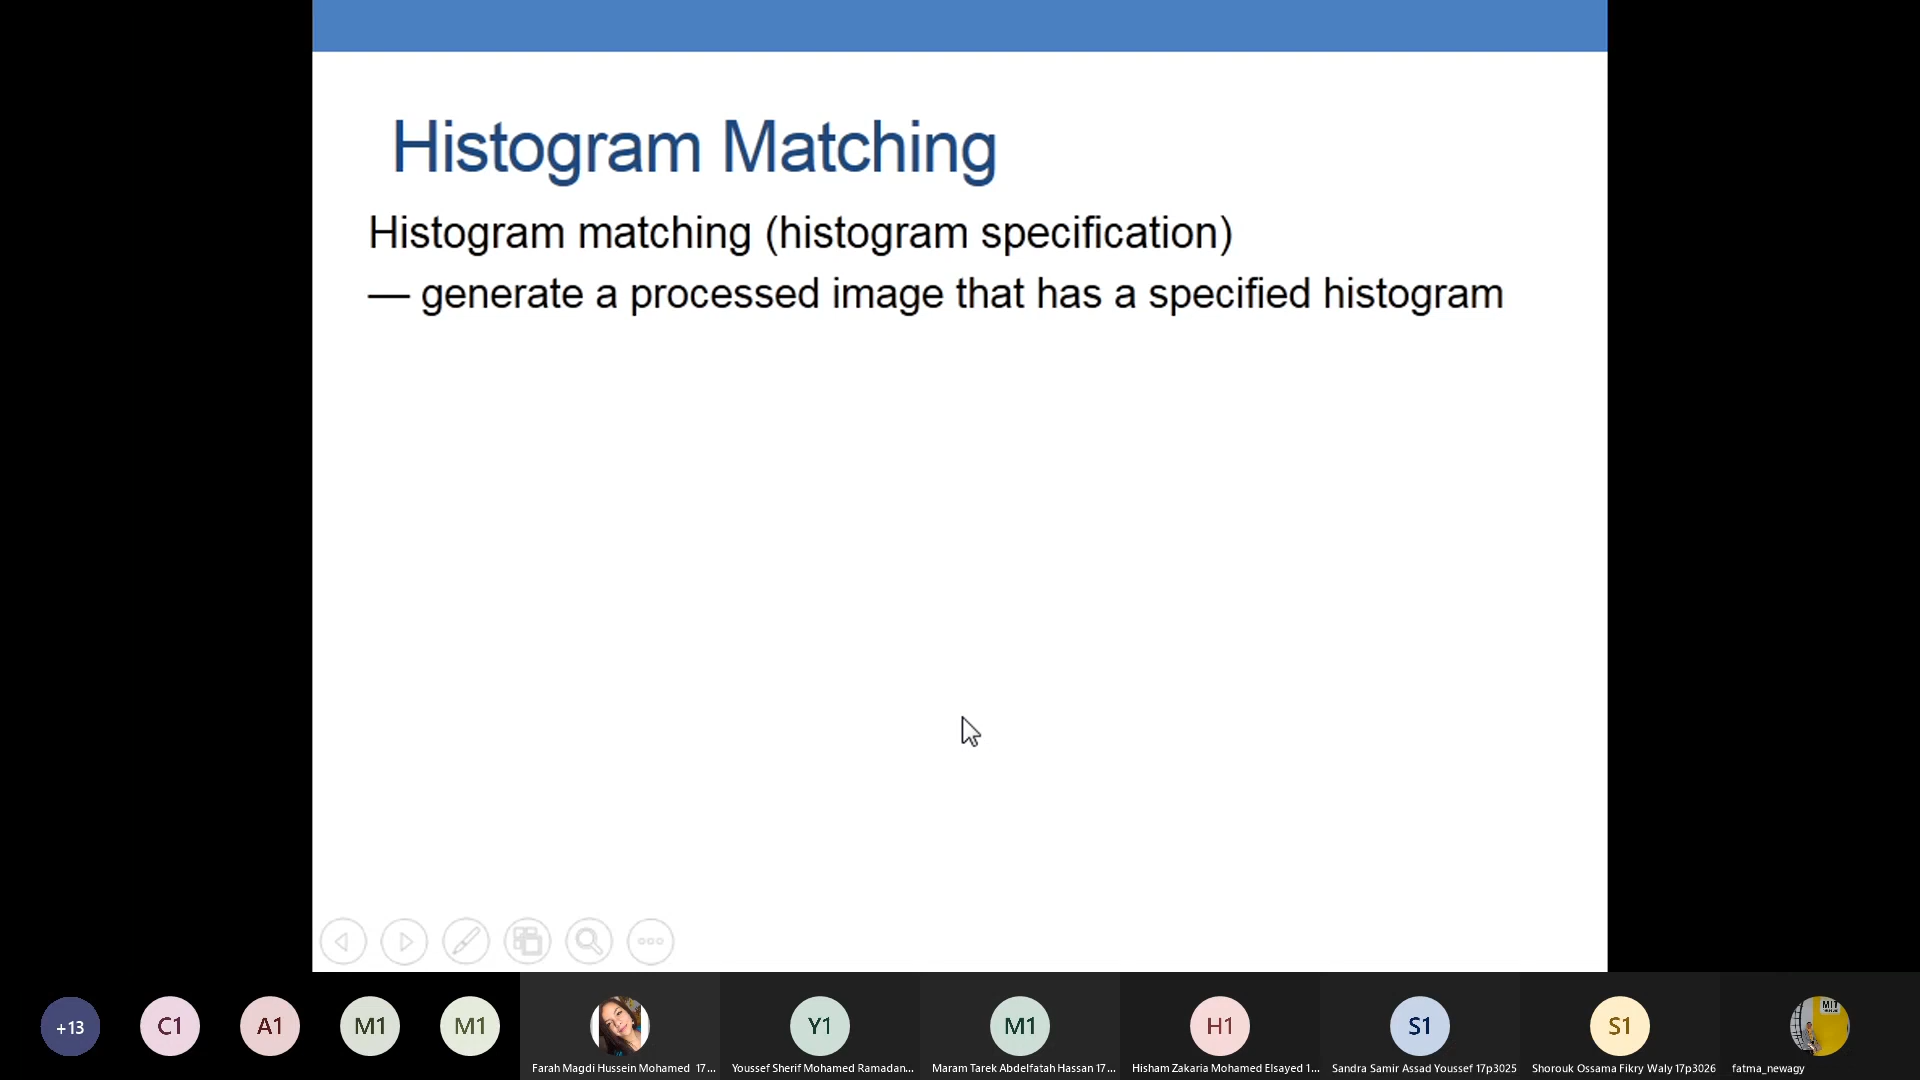 Histogram Matching
Histogram matching (histogram specification)
— generate a processed image that has a specified histogram
+13
C1
A1
M1
M1
Y1
M1
H1
S1
S1
MIT
Farah Magdi Hussein Mohamed 17...
Youssef Sherif Mohamed Ramadan...
Maram Tarek Abdelfatah Hassan 17...
Hisham Zakaria Mohamed Elsayed 1...
Sandra Samir Assad Youssef 17p3025
Shorouk Ossama Fikry Waly 17p3026
fatma_newagy